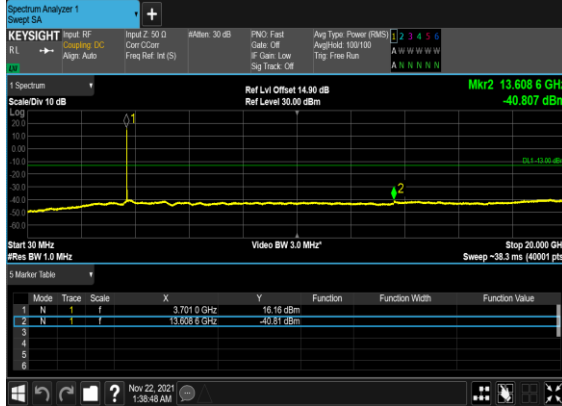 Spectrum Analyzer 1
Swept SA
+
KEYSIGHT Input: RF Input Z: 50 Ω #Atten: 30 dB PNO: Fast Avg Type: Power (RMS) 1 2 3 4 5 6
RL Coupling: DC Corr CCorr Gate: Off Avg|Hold: 100/100 A W W W W W
Align: Auto Freq Ref: Int (S) IF Gain: Low Trig: Free Run
Sig Track: Off A N N N N N
1 Spectrum
Ref Lvl Offset 14.90 dB Mkr2 13.608 6 GHz
Scale/Div 10 dB Ref Level 30.00 dBm -40.807 dBm
Log
20.0
10.0
0.00
-10.0
-20.0
-30.0
-40.0
-50.0
-60.0
1
DL1 -13.00 dBm
2
Start 30 MHz Video BW 3.0 MHz* Stop 20.000 GHz
#Res BW 1.0 MHz Sweep ~38.3 ms (40001 pts)
5 Marker Table
Mode Trace Scale X Y Function Function Width Function Value
1 N 1 f 3.701 0 GHz 16.16 dBm
2 N 1 f 13.608 6 GHz -40.81 dBm
3
4
5
6
? Nov 22, 2021
1:38:48 AM